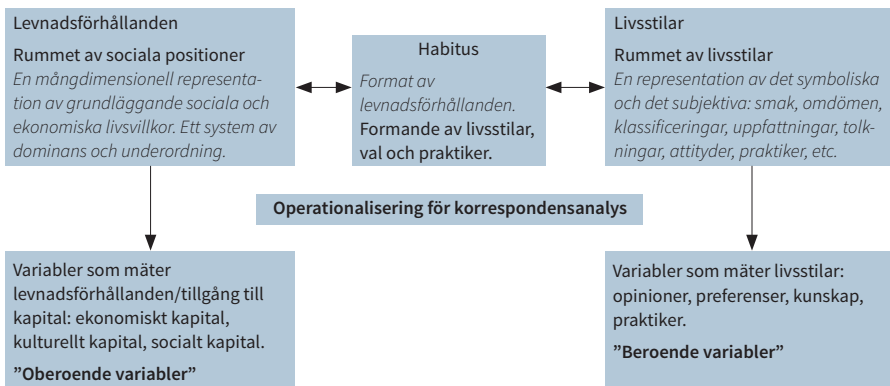 Levnadsförhållanden
Rummet av sociala positioner
En mångdimensionell representa-
tion av grundläggande sociala och
ekonomiska livsvillkor. Ett system av
dominans och underordning.
Habitus
Format av
levnadsförhållanden.
Formande av livsstilar,
val och praktiker.
Livsstilar
Rummet av livsstilar
En representation av det symboliska
och det subjektiva: smak, omdömen,
klassificeringar, uppfattningar, tolk-
ningar, attityder, praktiker, etc.
Operationalisering för korrespondensanalys
Variabler som mäter
levnadsförhållanden/tillgång till
kapital: ekonomiskt kapital,
kulturellt kapital, socialt kapital.
”Oberoende variabler”
Variabler som mäter livsstilar:
opinioner, preferenser, kunskap,
praktiker.
”Beroende variabler”